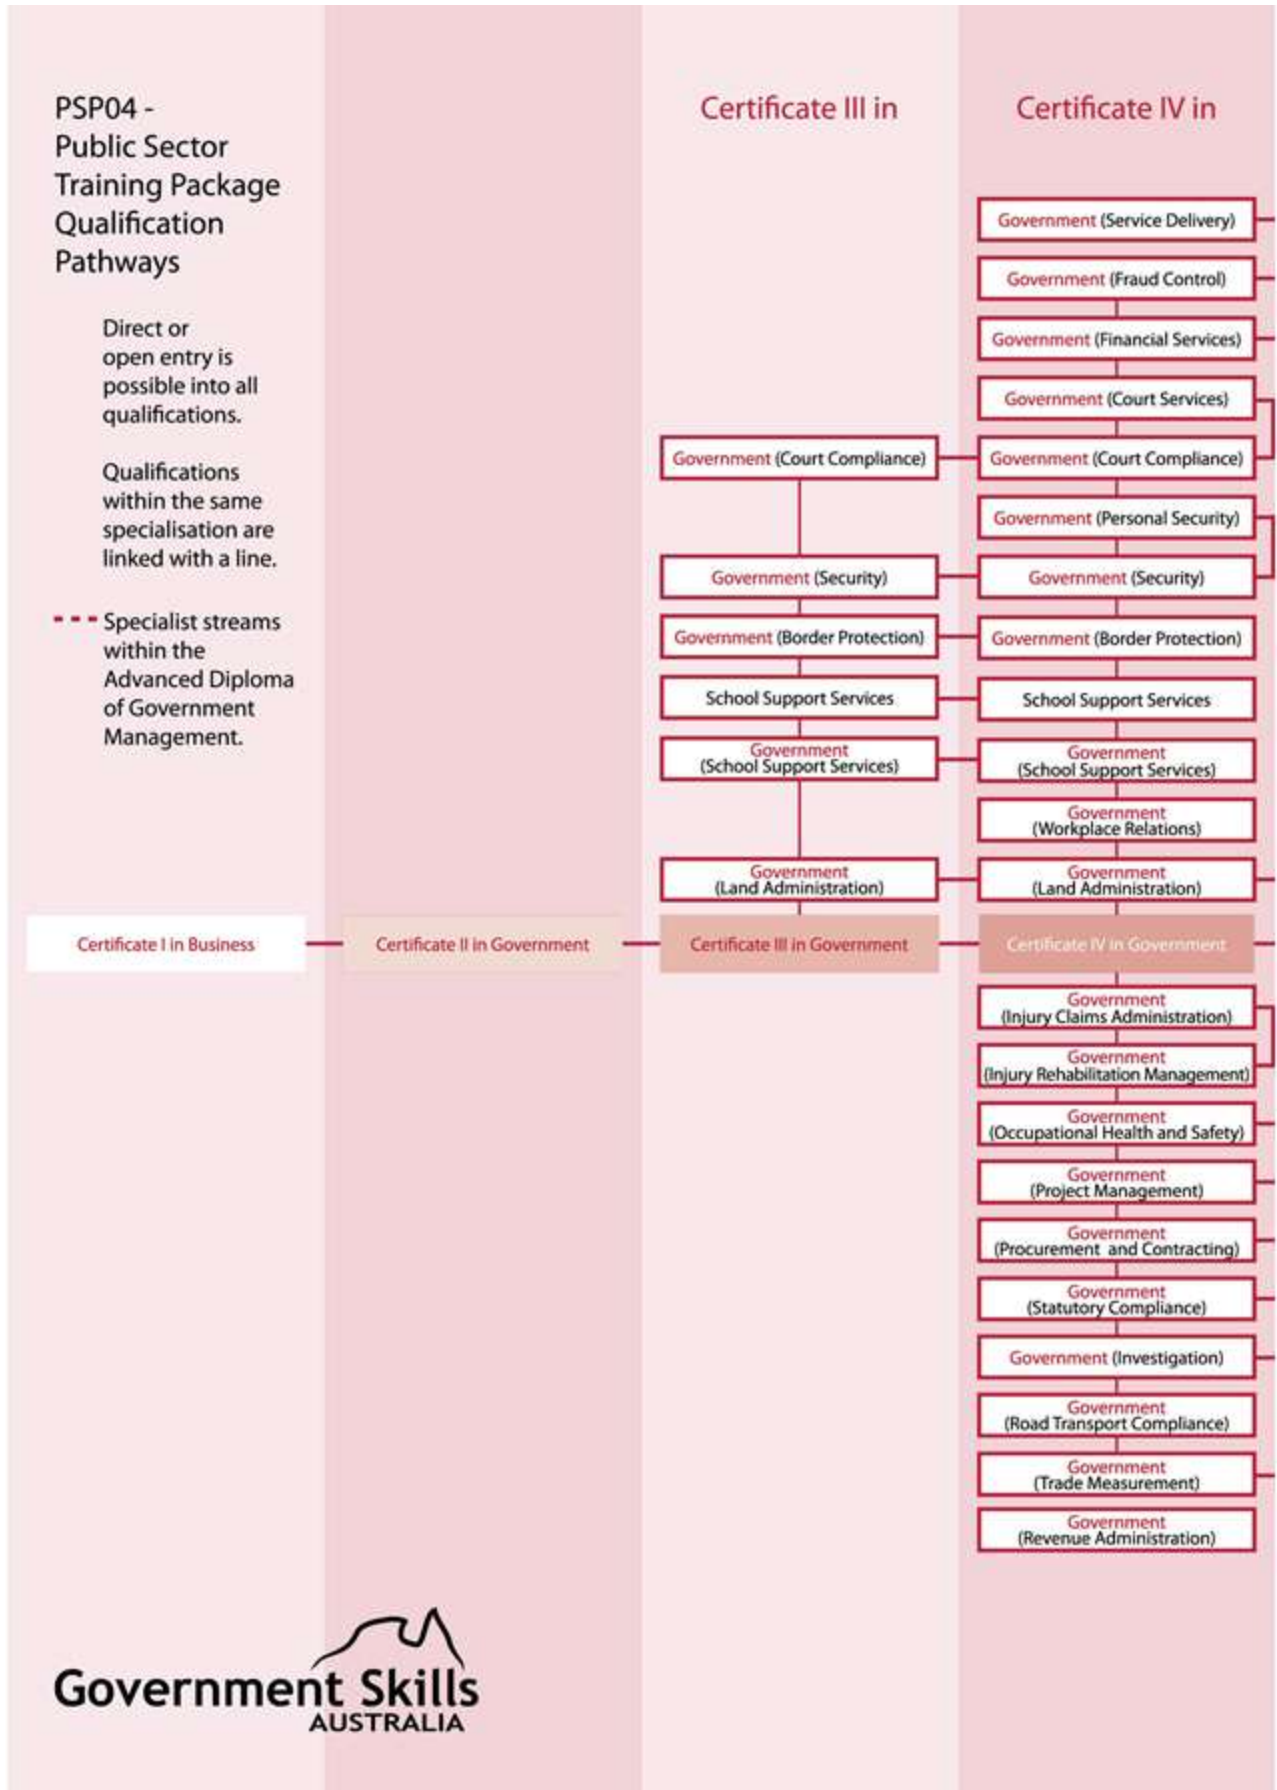 PSP04 -
Public Sector
Training Package
Qualification
Pathways
Direct or
open entry is
possible into all
qualifications.
Qualifications
within the same
specialisation are
linked with a line.
Specialist streams
within the
Advanced Diploma
of Government
Management.
Certificate I in Business
Certificate II in Government
Certificate III in
Government (Court Compliance)
Government (Security)
Government (Border Protection)
School Support Services
Government
(School Support Services)
Government
(Land Administration)
Certificate III in Government
Certificate IV in
Government (Service Delivery)
Government (Fraud Control)
Government (Financial Services)
Government (Court Services)
Government (Court Compliance)
Government (Personal Security)
Government (Security)
Government (Border Protection)
School Support Services
Government
(School Support Services)
Government
(Workplace Relations)
Government
(Land Administration)
Certificate IV in Government
Government
(Injury Claims Administration)
Government
(Injury Rehabilitation Management)
Government
(Occupational Health and Safety)
Government
(Project Management)
Government
(Procurement and Contracting)
Government
(Statutory Compliance)
Government (Investigation)
Government
(Road Transport Compliance)
Government
(Trade Measurement)
Government
(Revenue Administration)
Government Skills
AUSTRALIA